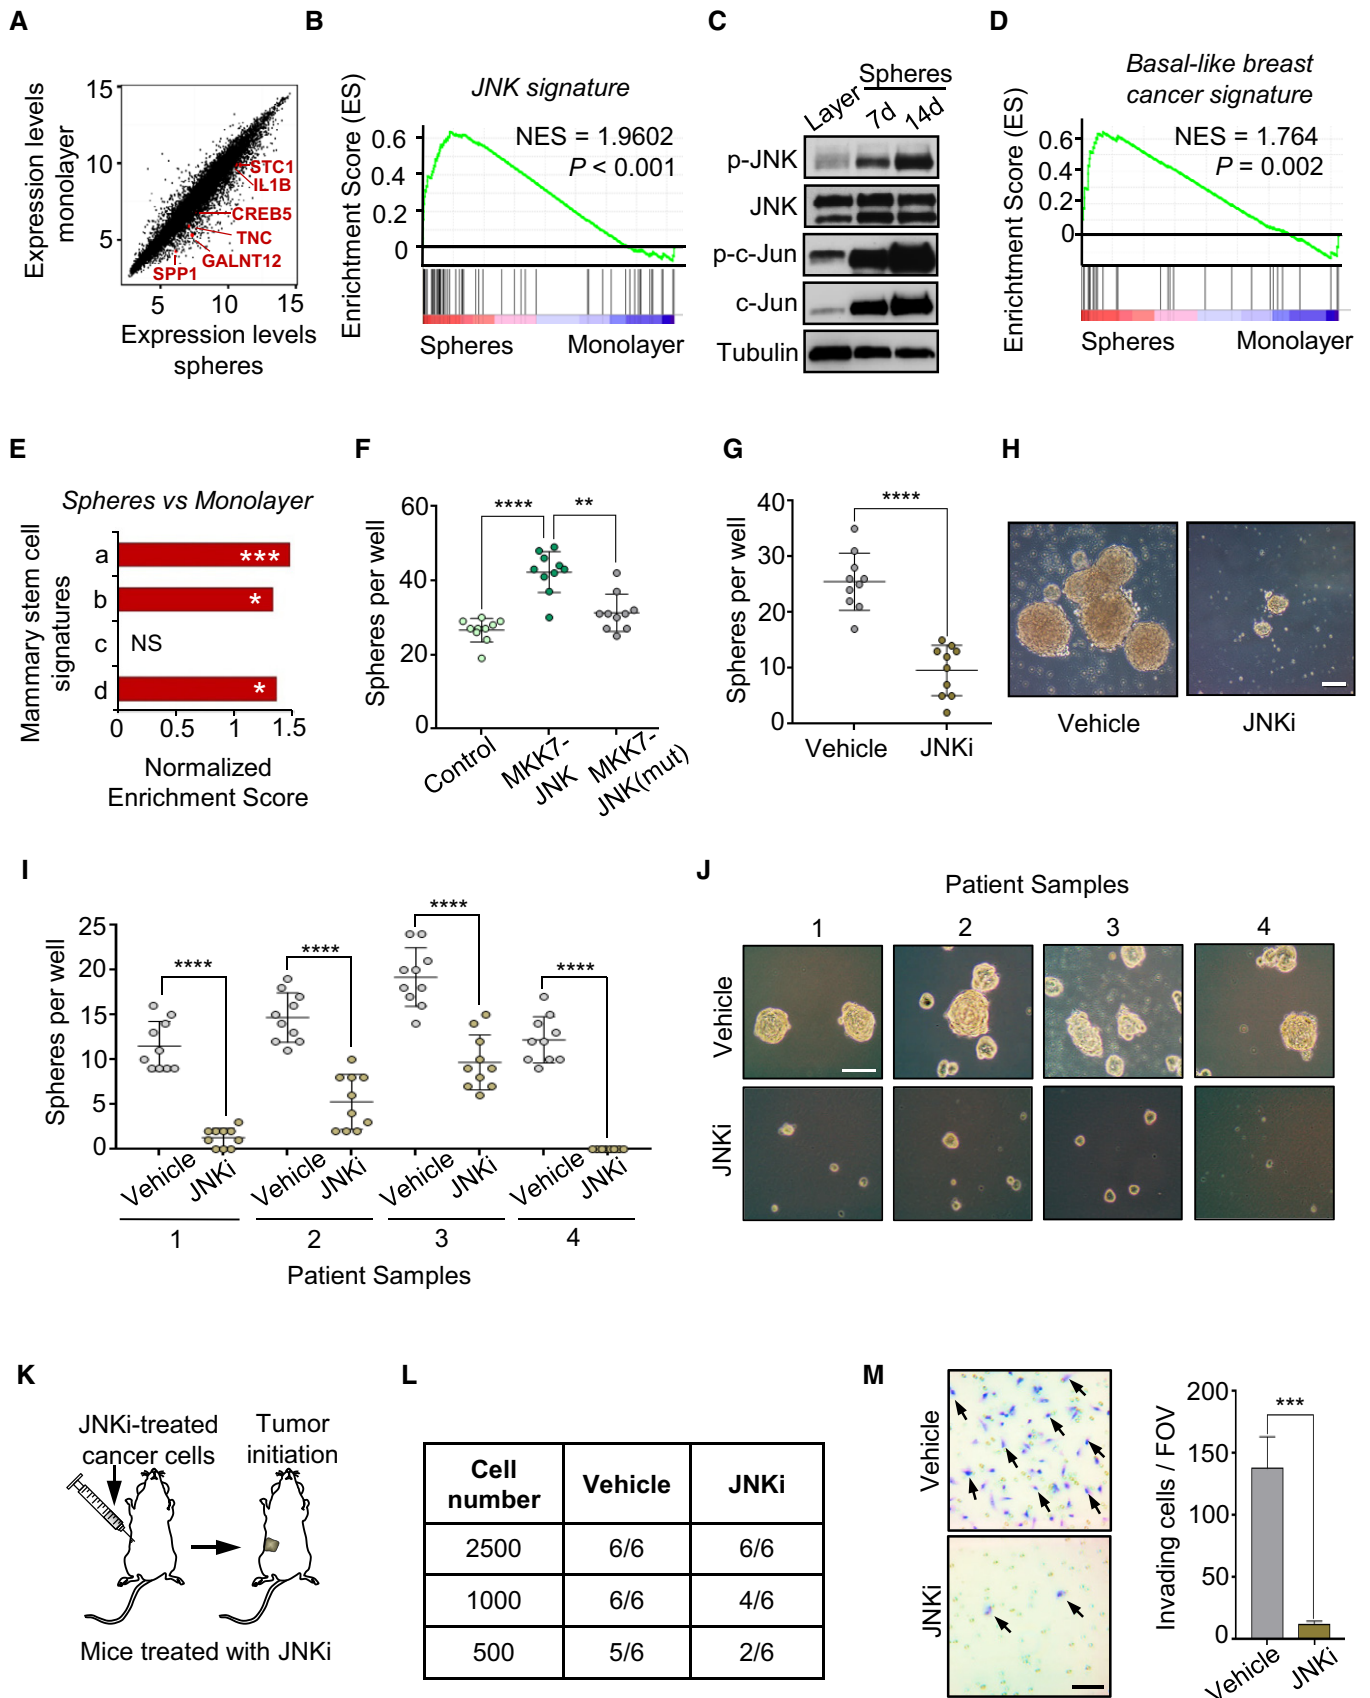 A
15
10
5
5
10
15
Expression levels
monolayer
Expression levels
spheres
STC1
IL1B
CREB5
TNC
GALNT12
SPP1
B
JNK signature
NES = 1.9602
P < 0.001
Enrichtment Score (ES)
0.6
0.4
0.2
0
Spheres
Monolayer
C
Spheres
Layer
7d
14d
p-JNK
JNK
p-c-Jun
c-Jun
Tubulin
D
Basal-like breast
cancer signature
NES = 1.764
P = 0.002
Enrichtment Score (ES)
0.6
0.4
0.2
0
Spheres
Monolayer
E
Spheres vs Monolayer
Mammary stem cell
signatures
a
***
b
*
c
NS
d
*
0
0.5
1
1.5
Normalized
Enrichment Score
F
Spheres per well
60
40
20
0
****
**
Control
MKK7-
JNK
MKK7-
JNK(mut)
G
Spheres per well
40
30
20
10
0
****
Vehicle
JNKi
H
Vehicle
JNKi
I
Spheres per well
25
20
15
10
5
0
****
****
****
****
Vehicle
JNKi
Vehicle
JNKi
Vehicle
JNKi
Vehicle
JNKi
1
2
3
4
Patient Samples
J
Patient Samples
1
2
3
4
Vehicle
JNKi
K
JNKi-treated
cancer cells
Tumor
initiation
Mice treated with JNKi
L
Cell
number
Vehicle
JNKi
2500
6/6
6/6
1000
6/6
4/6
500
5/6
2/6
M
Vehicle
JNKi
Invading cells / FOV
200
150
100
50
0
***
Vehicle
JNKi